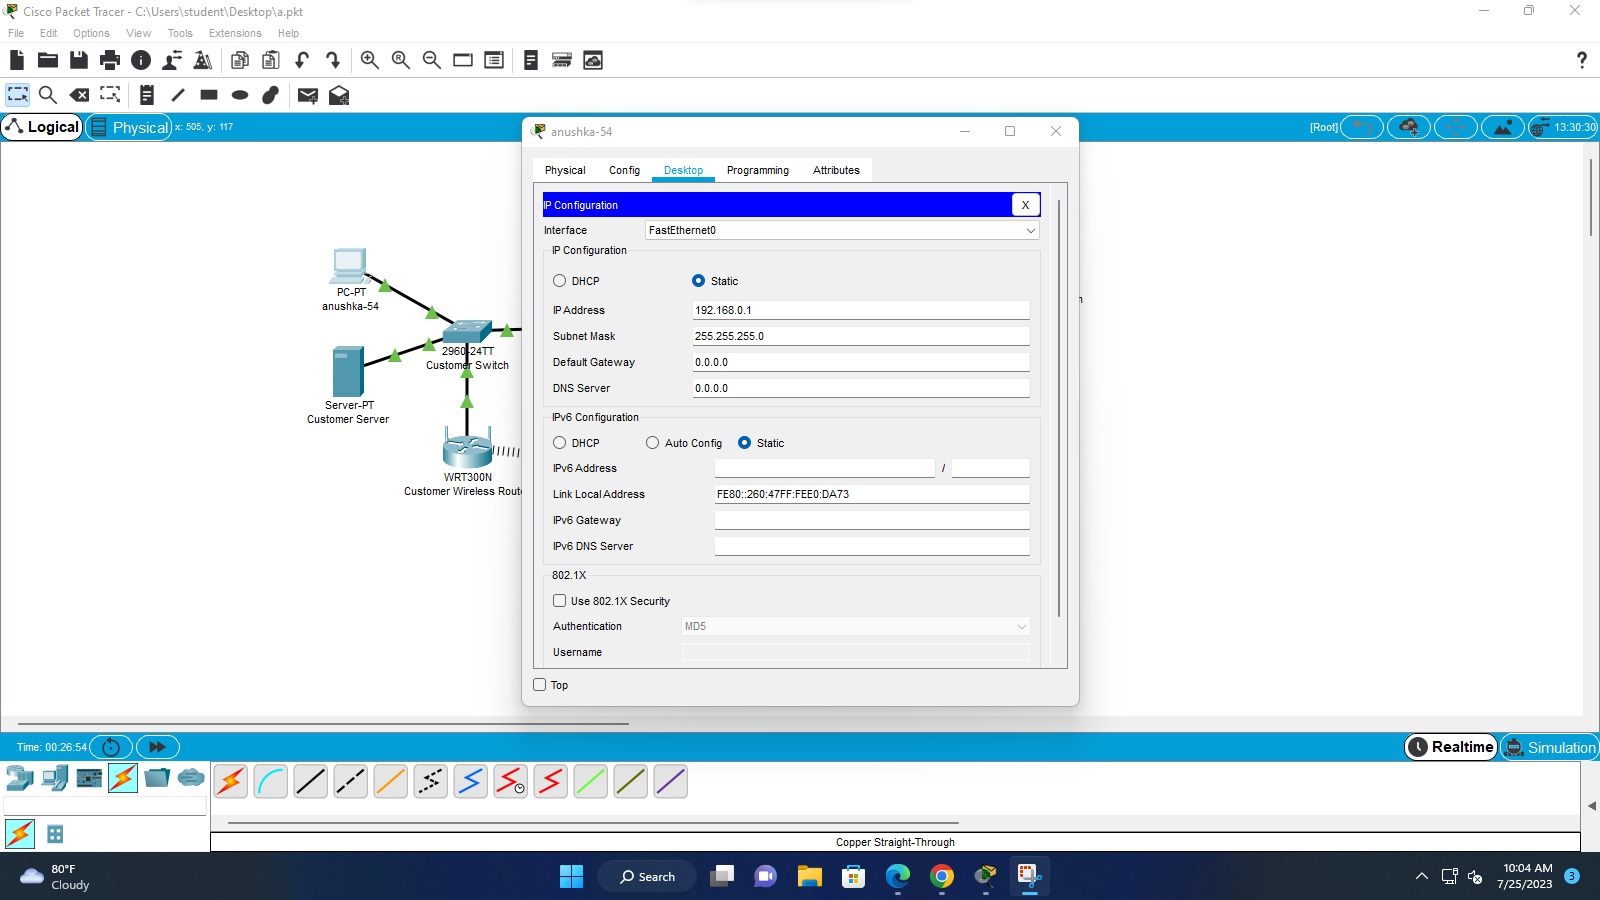 Cisco Packet Tracer - C:\Users\student\Desktop\a.pkt
File Edit Options View Tools Extensions Help
Logical Physical x: 505, y: 117
[Root] 13:30:30
anushka-54
Physical Config Desktop Programming Attributes
IP Configuration X
Interface FastEthernet0
IP Configuration
DHCP Static
IP Address 192.168.0.1
Subnet Mask 255.255.255.0
Default Gateway 0.0.0.0
DNS Server 0.0.0.0
IPv6 Configuration
DHCP Auto Config Static
IPv6 Address /
Link Local Address FE80::260:47FF:FEE0:DA73
IPv6 Gateway
IPv6 DNS Server
802.1X
Use 802.1X Security
Authentication MD5
Username
Top
PC-PT
anushka-54
2960-24TT
Customer Switch
Server-PT
Customer Server
WRT300N
Customer Wireless Route
Time: 00:26:54
Realtime Simulation
Copper Straight-Through
80°F
Cloudy
Search
10:04 AM
7/25/2023
3